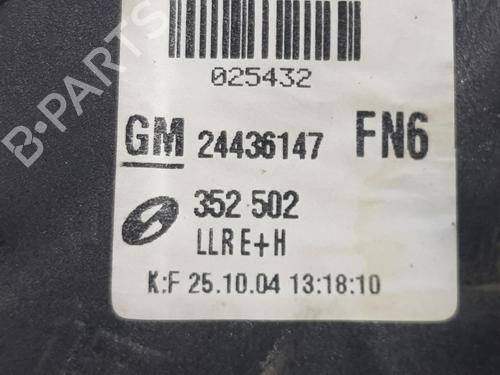 025432
GM 24436147 FN6
352 502
LLR E+H
K:F 25.10.04 13:18:10
B-PARTS